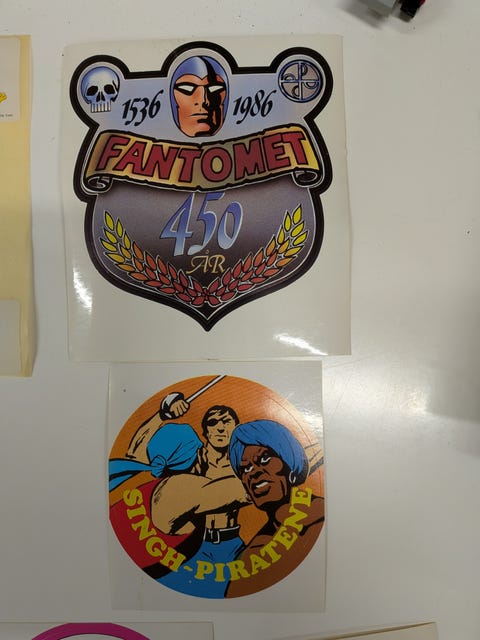 1536 1986
FANTOMET
450
ÅR
SINGH-PIRATENE